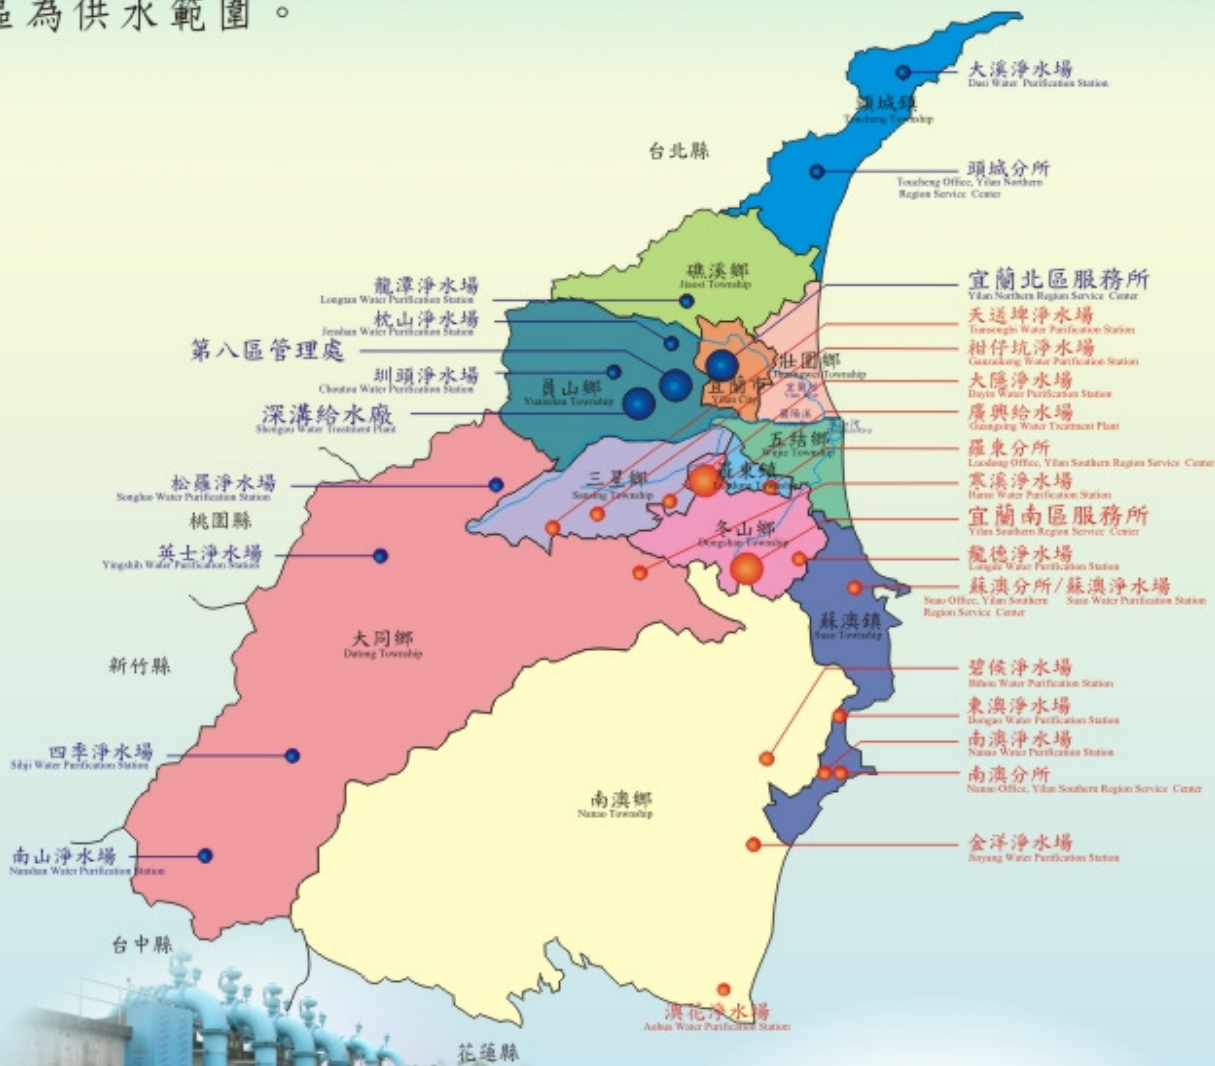 區為供水範圍。
大溪淨水場
Daxi Water Purification Station
頭城鎮
Toucheng Township
台北縣
頭城分所
Toucheng Office, Yilan Northern
Region Service Center
礁溪鄉
Jiaoxi Township
龍潭淨水場
Longtan Water Purification Station
枕山淨水場
Jenshan Water Purification Station
第八區管理處
圳頭淨水場
Choutou Water Purification Station
深溝給水廠
Shengou Water Treatment Plant
員山鄉
Yuanshan Township
宜蘭市
Yilan City
壯圍鄉
五結鄉
Wujie Township
宜蘭北區服務所
Yilan Northern Region Service Center
天送埤淨水場
Tiansongbi Water Purification Station
柑仔坑淨水場
Ganzaikeng Water Purification Station
大隱淨水場
Dayin Water Purification Station
廣興給水場
Guangsing Water Treatment Plant
羅東分所
Luodong Office, Yilan Southern Region Service Center
寒溪淨水場
Hansi Water Purification Station
宜蘭南區服務所
Yilan Southern Region Service Center
龍德淨水場
Longde Water Purification Station
蘇澳分所/蘇澳淨水場
Suao Office, Yilan Southern
Region Service Center
Suao Water Purification Station
松羅淨水場
Songluo Water Purification Station
桃園縣
英士淨水場
Yingshih Water Purification Station
三星鄉
Sansing Township
羅東鎮
冬山鄉
Dongshan Township
蘇澳鎮
Suao Township
大同鄉
Datong Township
新竹縣
四季淨水場
Sihji Water Purification Station
南山淨水場
Nanshan Water Purification Station
台中縣
南澳鄉
Nanao Township
碧侯淨水場
Bihou Water Purification Station
東澳淨水場
Dongao Water Purification Station
南澳淨水場
Nanao Water Purification Station
南澳分所
Nanao Office, Yilan Southern Region Service Center
金洋淨水場
Jinyang Water Purification Station
澳花淨水場
Aohua Water Purification Station
花蓮縣